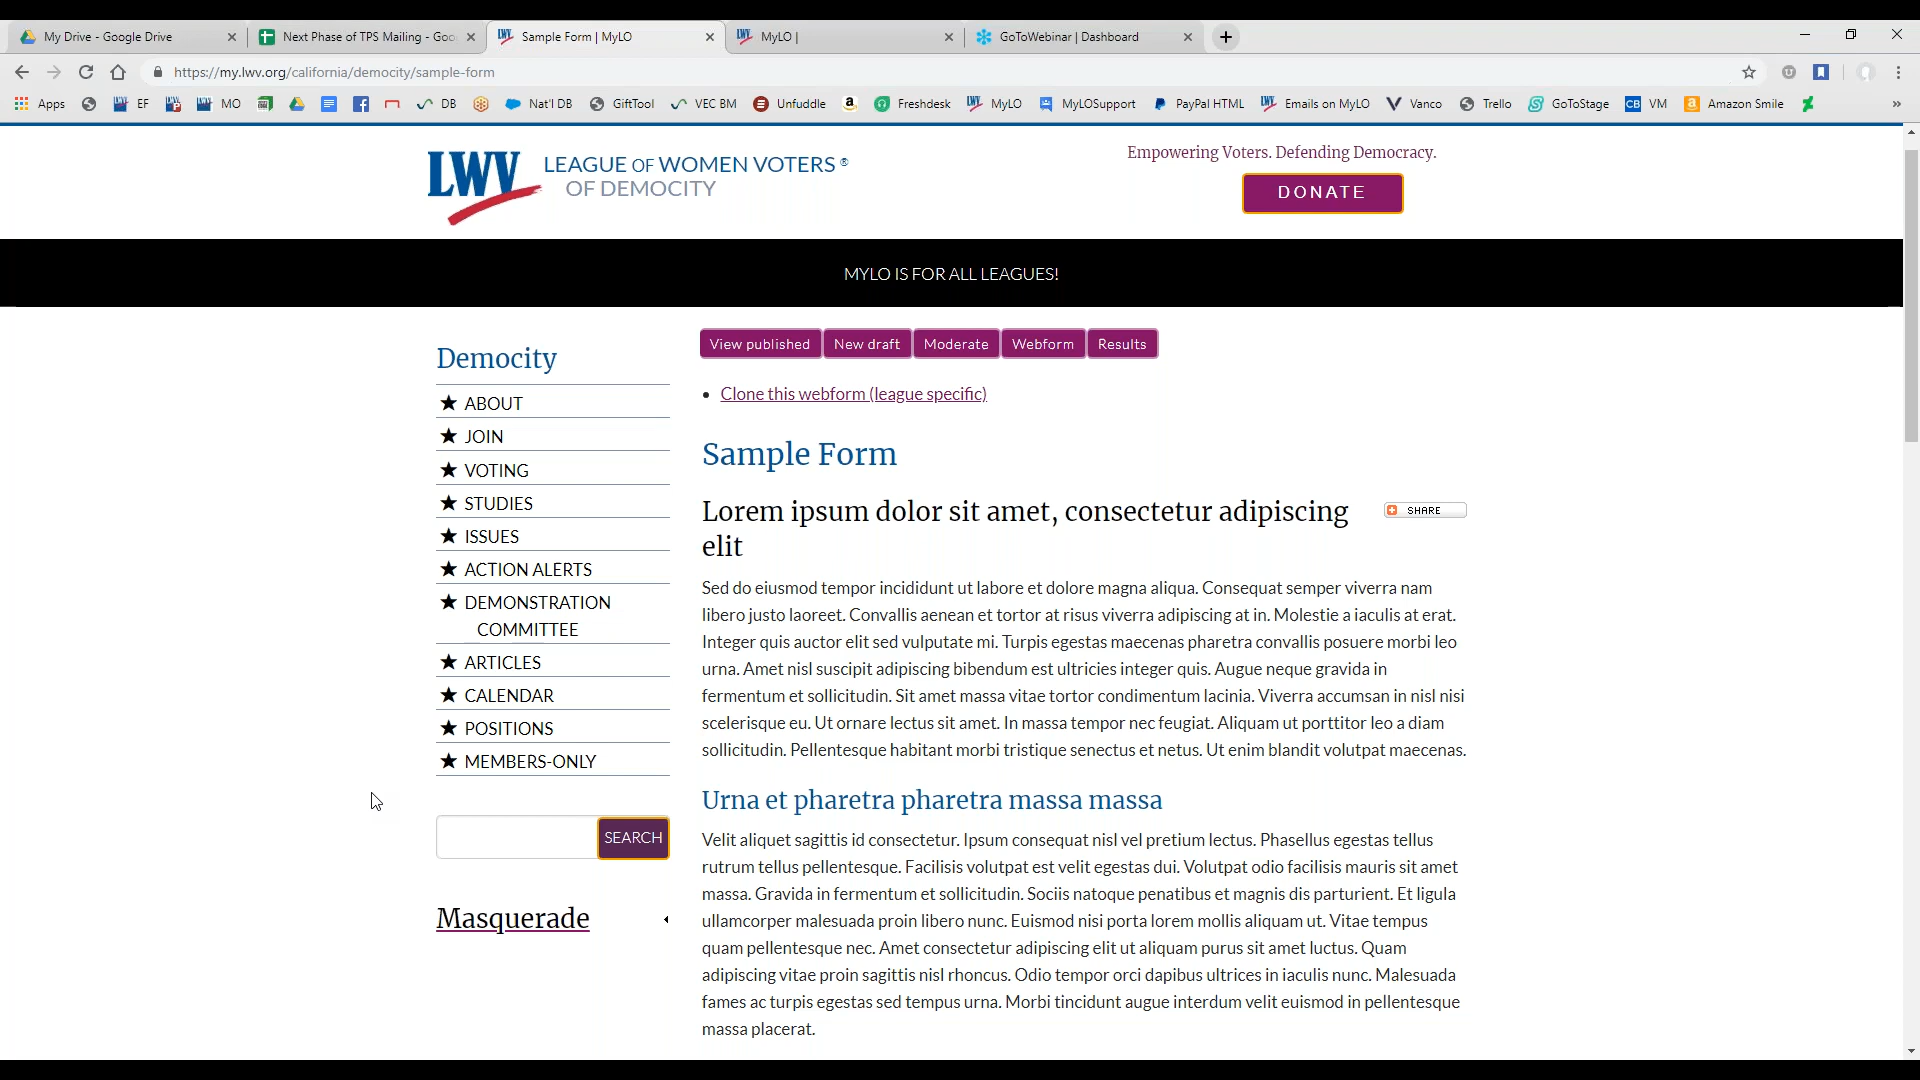 My Drive - Google Drive
Next Phase of TPS Mailing - Goo
Sample Form | MyLO
MyLO |
GoToWebinar | Dashboard
https://my.lwv.org/california/democity/sample-form
Apps
EF
MO
DB
Nat'l DB
GiftTool
VEC BM
Unfuddle
Freshdesk
MyLO
MyLOSupport
PayPal HTML
Emails on MyLO
Vanco
Trello
GoToStage
CB VM
Amazon Smile
LWV
LEAGUE OF WOMEN VOTERS ®
OF DEMOCITY
Empowering Voters. Defending Democracy.
DONATE
MYLO IS FOR ALL LEAGUES!
Democity
★ ABOUT
★ JOIN
★ VOTING
★ STUDIES
★ ISSUES
★ ACTION ALERTS
★ DEMONSTRATION
COMMITTEE
★ ARTICLES
★ CALENDAR
★ POSITIONS
★ MEMBERS-ONLY
SEARCH
Masquerade
View published
New draft
Moderate
Webform
Results
• Clone this webform (league specific)
Sample Form
Lorem ipsum dolor sit amet, consectetur adipiscing
elit
SHARE
Sed do eiusmod tempor incididunt ut labore et dolore magna aliqua. Consequat semper viverra nam
libero justo laoreet. Convallis aenean et tortor at risus viverra adipiscing at in. Molestie a iaculis at erat.
Integer quis auctor elit sed vulputate mi. Turpis egestas maecenas pharetra convallis posuere morbi leo
urna. Amet nisl suscipit adipiscing bibendum est ultricies integer quis. Augue neque gravida in
fermentum et sollicitudin. Sit amet massa vitae tortor condimentum lacinia. Viverra accumsan in nisl nisi
scelerisque eu. Ut ornare lectus sit amet. In massa tempor nec feugiat. Aliquam ut porttitor leo a diam
sollicitudin. Pellentesque habitant morbi tristique senectus et netus. Ut enim blandit volutpat maecenas.
Urna et pharetra pharetra massa massa
Velit aliquet sagittis id consectetur. Ipsum consequat nisl vel pretium lectus. Phasellus egestas tellus
rutrum tellus pellentesque. Facilisis volutpat est velit egestas dui. Volutpat odio facilisis mauris sit amet
massa. Gravida in fermentum et sollicitudin. Sociis natoque penatibus et magnis dis parturient. Et ligula
ullamcorper malesuada proin libero nunc. Euismod nisi porta lorem mollis aliquam ut. Vitae tempus
quam pellentesque nec. Amet consectetur adipiscing elit ut aliquam purus sit amet luctus. Quam
adipiscing vitae proin sagittis nisl rhoncus. Odio tempor orci dapibus ultrices in iaculis nunc. Malesuada
fames ac turpis egestas sed tempus urna. Morbi tincidunt augue interdum velit euismod in pellentesque
massa placerat.